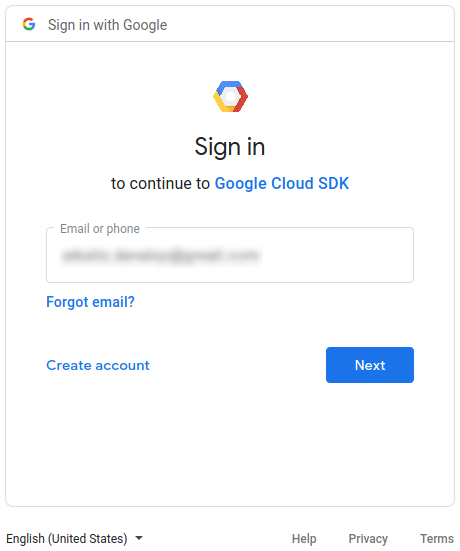 Sign in with Google
Sign in
to continue to Google Cloud SDK
Email or phone
Forgot email?
Create account
Next
English (United States)
Help
Privacy
Terms